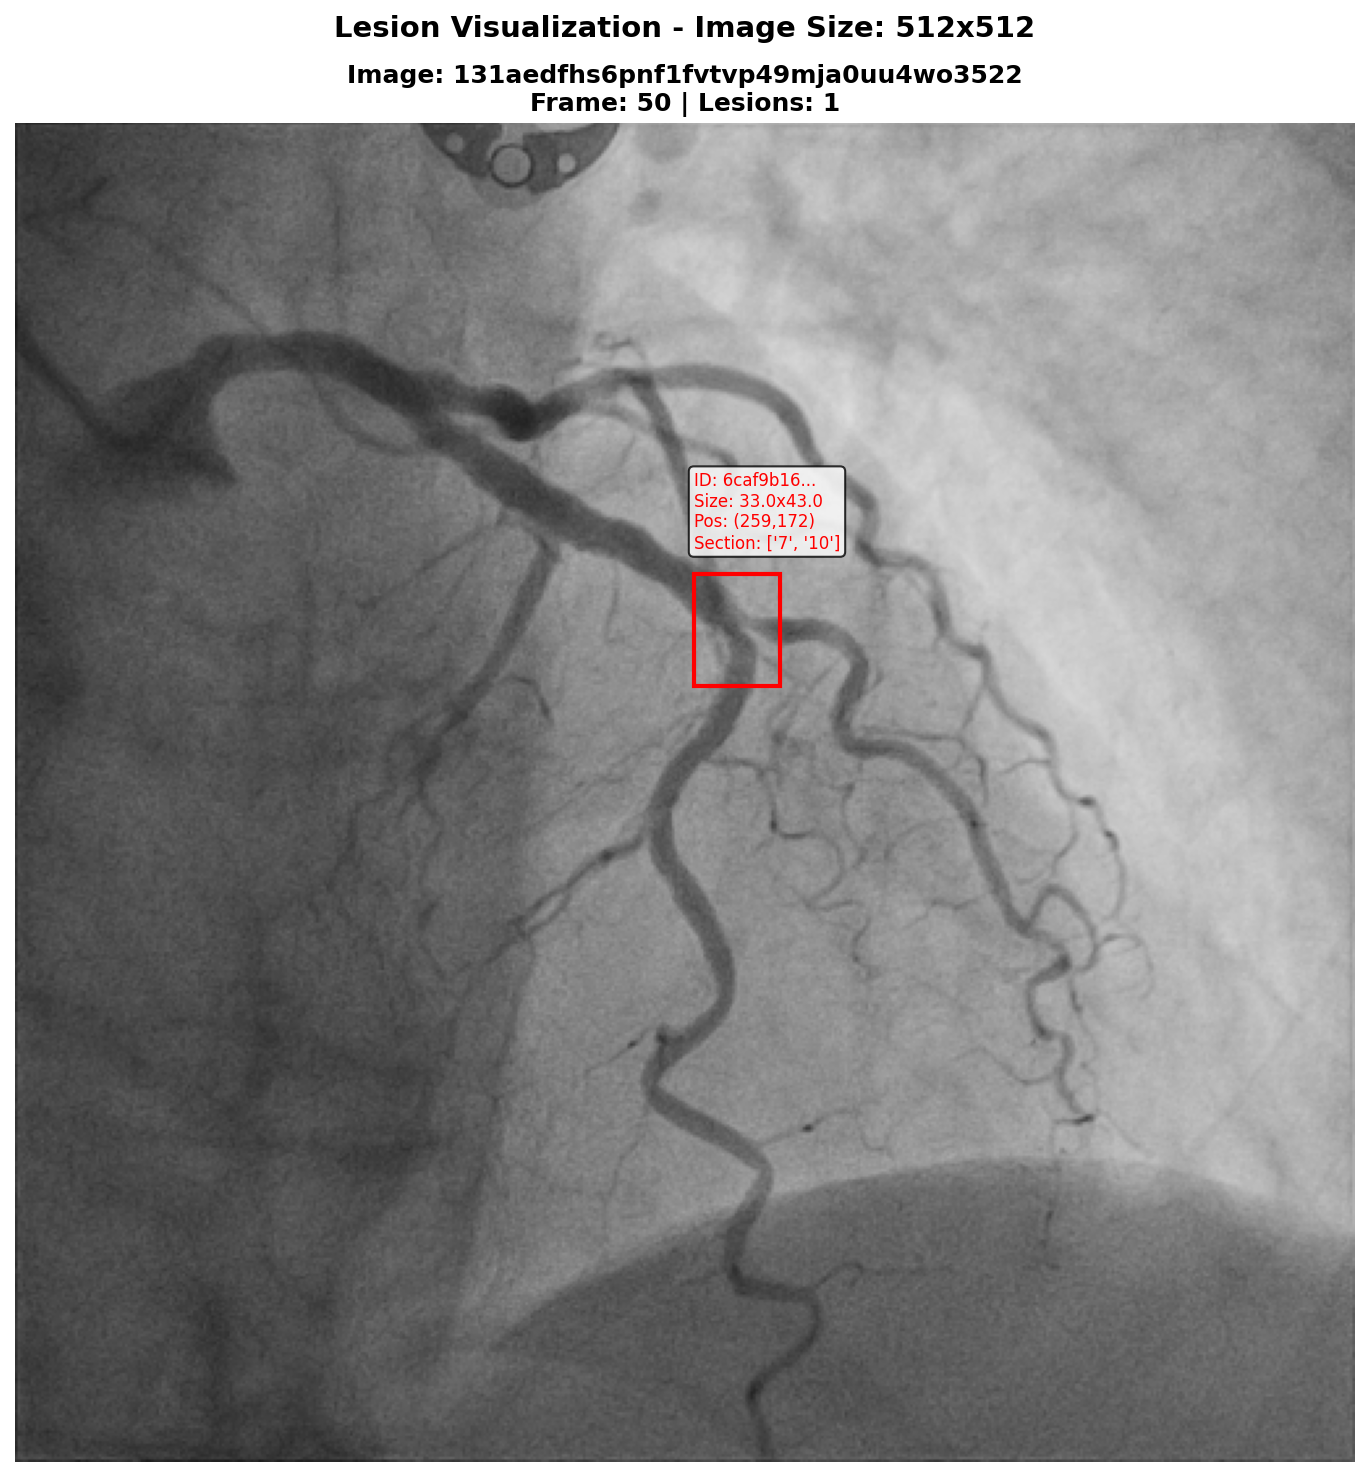 Lesion Visualization - Image Size: 512x512
Image: 131aedfhs6pnf1fvtvp49mja0uu4wo3522
Frame: 50 | Lesions: 1
ID: 6caf9b16...
Size: 33.0x43.0
Pos: (259,172)
Section: ['7', '10']